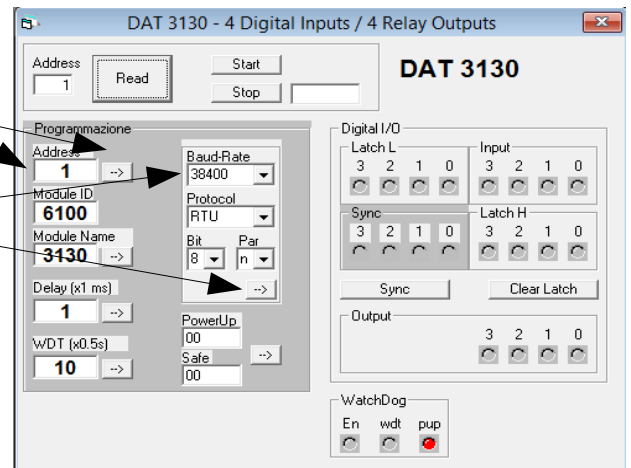 DAT 3130 - 4 Digital Inputs / 4 Relay Outputs
Address
1
Read
Start
Stop
DAT 3130
Programmazione
Address
1
-->
Module ID
6100
Module Name
3130
-->
Delay (x1 ms)
1
-->
WDT (x0.5s)
10
-->
Baud-Rate
38400
Protocol
RTU
Bit Par
8 n
-->
PowerUp
00
Safe
00
-->
Digital I/O
Latch L
3 2 1 0
Input
3 2 1 0
Sync
3 2 1 0
Latch H
3 2 1 0
Sync
Clear Latch
Output
3 2 1 0
WatchDog
En wdt pup